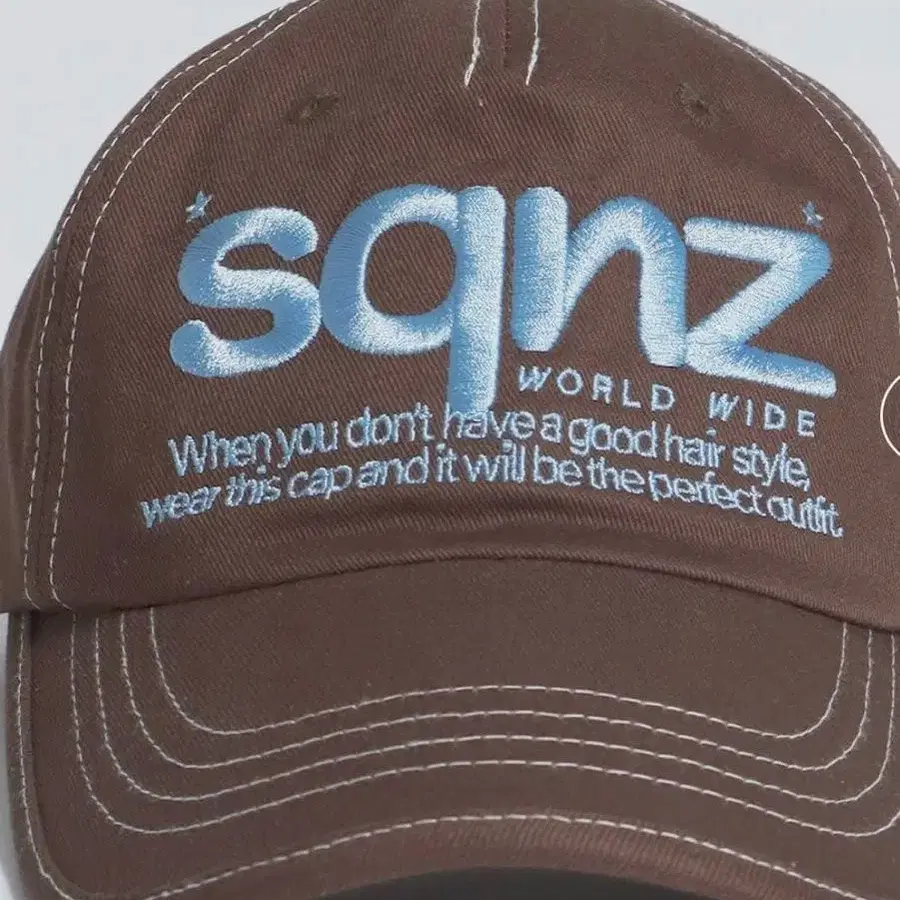 sqnz
WORLD WIDE
When you don't have a good hair style,
wear this cap and it will be the perfect outfit.